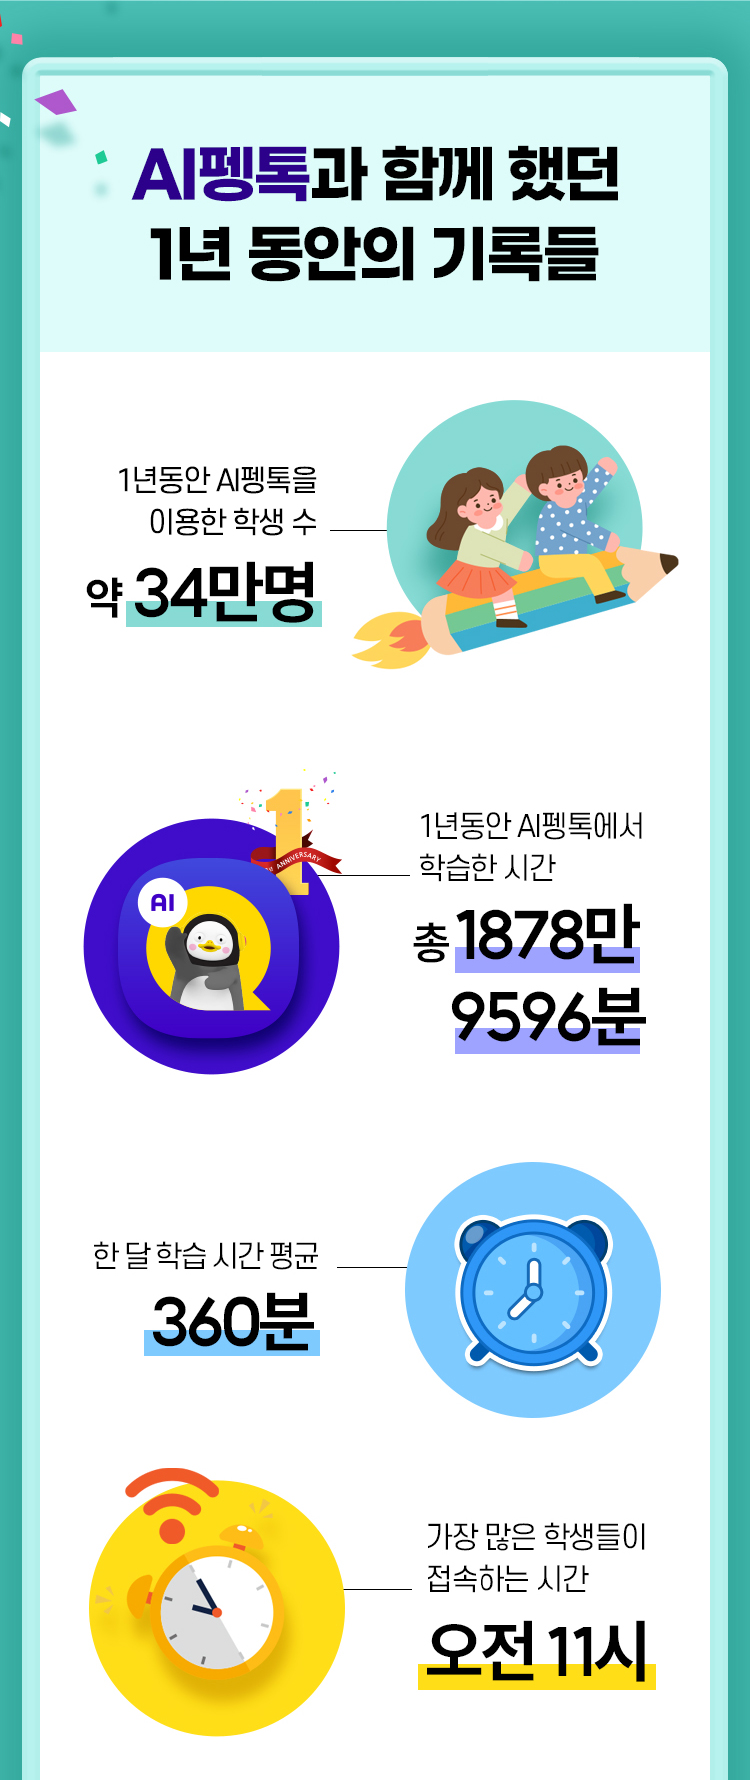 AI펭톡과 함께 했던
1년 동안의 기록들
1년동안 AI펭톡을
이용한 학생 수
약 34만명
ANNIVERSARY
AI
1년동안 AI펭톡에서
학습한 시간
총 1878만
9596분
한 달 학습 시간 평균
360분
가장 많은 학생들이
접속하는 시간
오전 11시